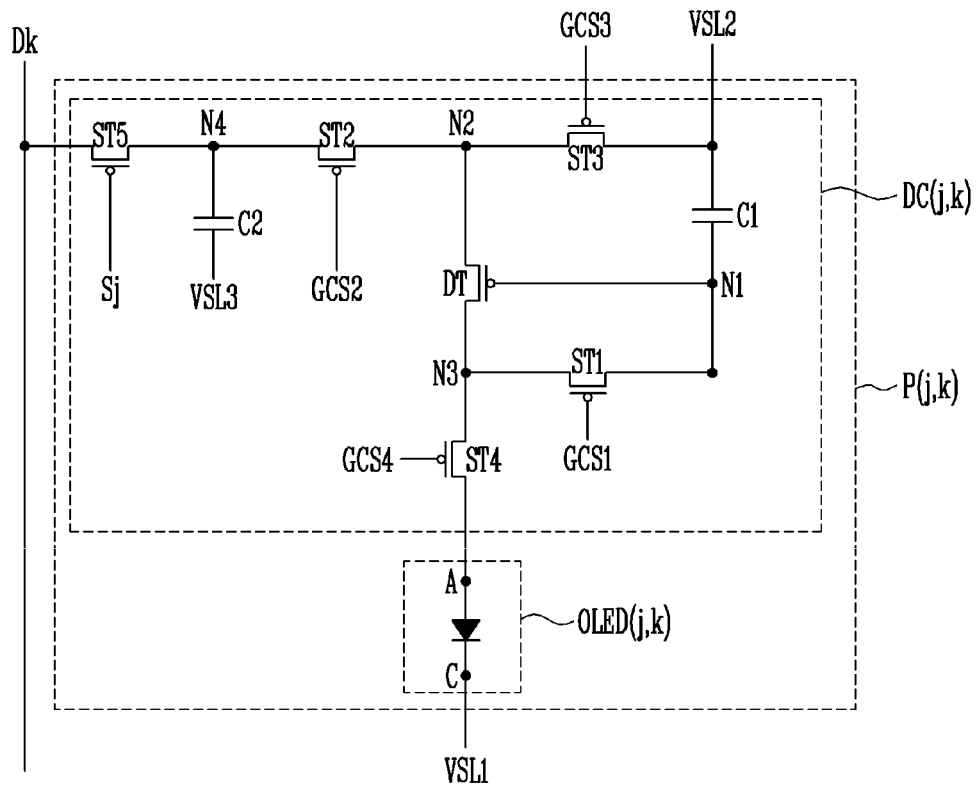 GCS3
VSL2
Dk
ST5
N4
ST2
N2
ST3
DC(j,k)
C2
C1
Sj
VSL3
GCS2
DT
N1
N3
ST1
P(j,k)
GCS4
ST4
GCS1
A
OLED(j,k)
C
VSL1